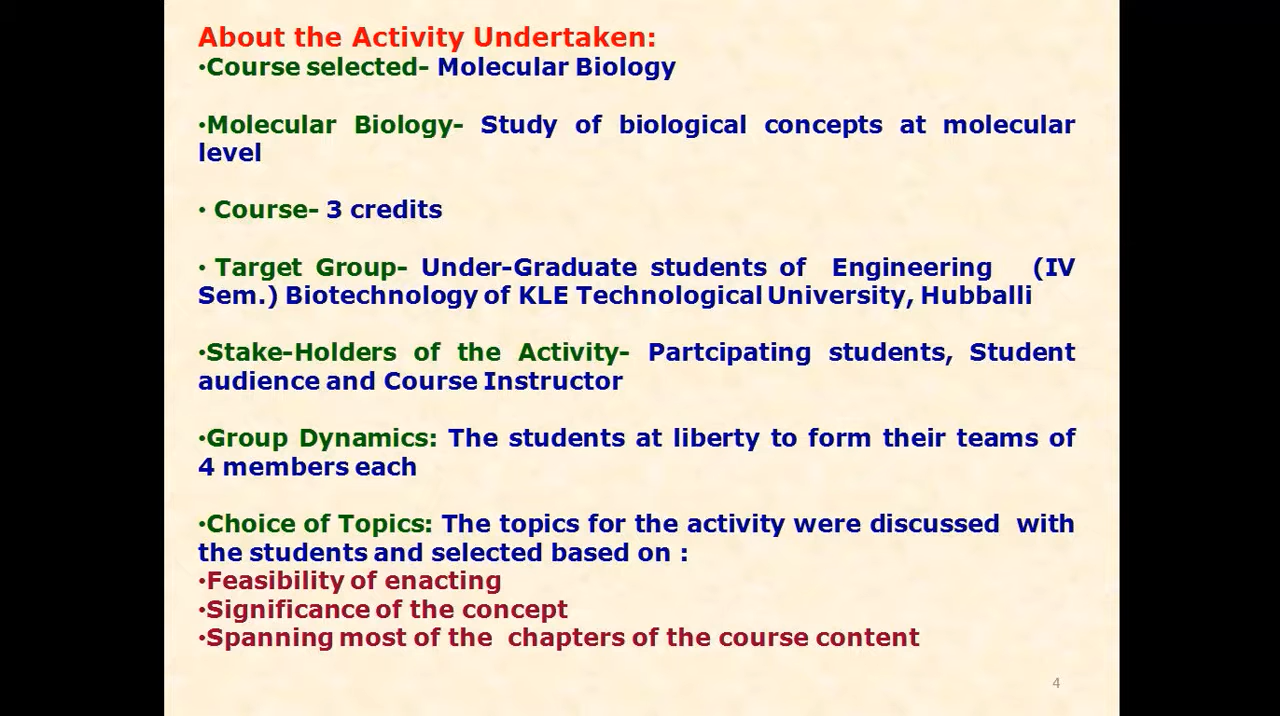 About the Activity Undertaken:
•Course selected- Molecular Biology
•Molecular Biology- Study of biological concepts at molecular
level
• Course- 3 credits
• Target Group- Under-Graduate students of Engineering (IV
Sem.) Biotechnology of KLE Technological University, Hubballi
•Stake-Holders of the Activity- Partcipating students, Student
audience and Course Instructor
•Group Dynamics: The students at liberty to form their teams of
4 members each
•Choice of Topics: The topics for the activity were discussed with
the students and selected based on :
•Feasibility of enacting
•Significance of the concept
•Spanning most of the chapters of the course content
4